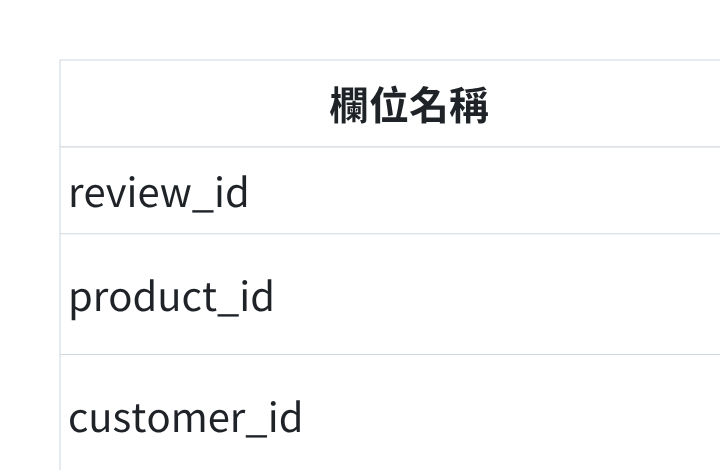 欄位名稱
review_id
product_id
customer_id